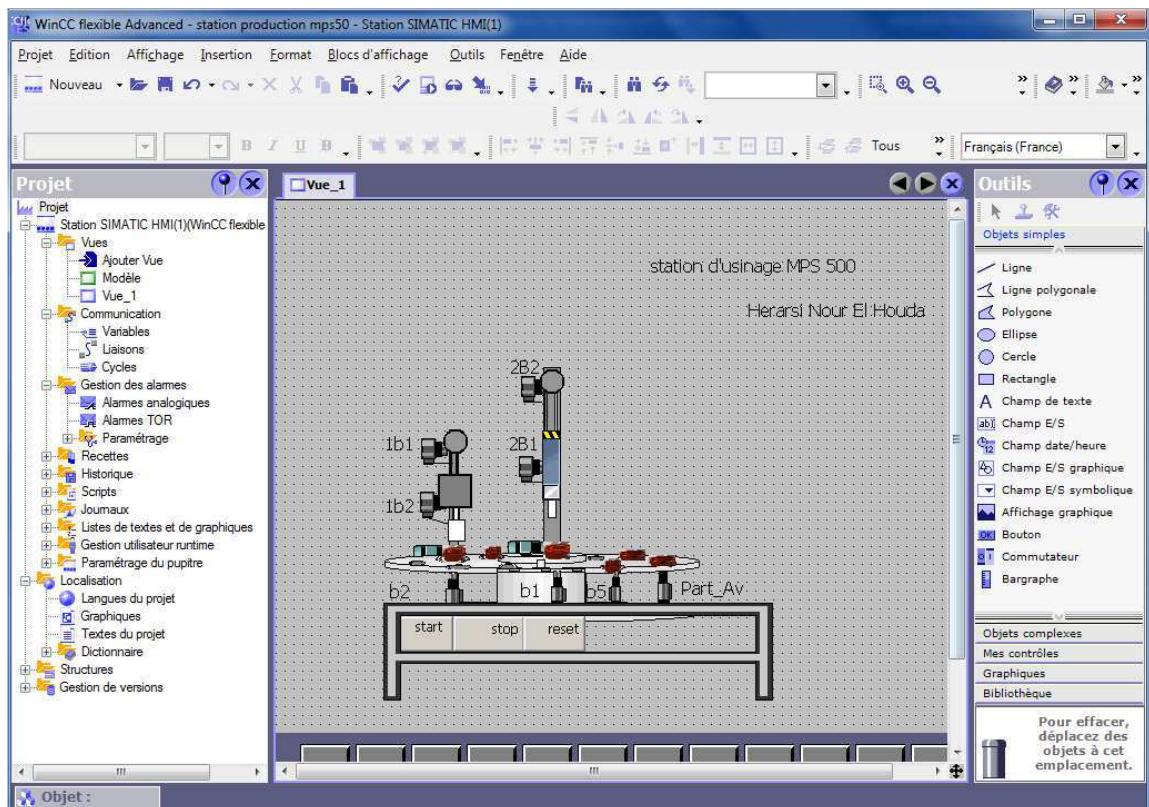 WinCC flexible Advanced - station production mps50 - Station SIMATIC HMI(1)
Projet Edition Affichage Insertion Format Blocs d'affichage Outils Fenêtre Aide
Nouveau
B I U B Tous Français (France)
Projet
Projet
Station SIMATIC HMI(1)(WinCC flexible
Vues
Ajouter Vue
Modèle
Vue_1
Communication
Variables
Liaisons
Cycles
Gestion des alarmes
Alarmes analogiques
Alarmes TOR
Paramétrage
Recettes
Historique
Scripts
Journaux
Listes de textes et de graphiques
Gestion utilisateur runtime
Paramétrage du pupitre
Localisation
Langues du projet
Graphiques
Textes du projet
Dictionnaire
Structures
Gestion de versions
Objet :
Vue_1
station d'usinage MPS 500
Herarsi Nour El Houda
2B2
1b1 2B1
1b2
b2 b1 b5 Part_Av
start stop reset
Outils
Objets simples
Ligne
Ligne polygonale
Polygone
Ellipse
Cercle
Rectangle
A Champ de texte
ab Champ E/S
12 Champ date/heure
Champ E/S graphique
Champ E/S symbolique
Affichage graphique
OK Bouton
Commutateur
Bargraphe
Objets complexes
Mes contrôles
Graphiques
Bibliothèque
Pour effacer,
déplacez des
objets à cet
emplacement.